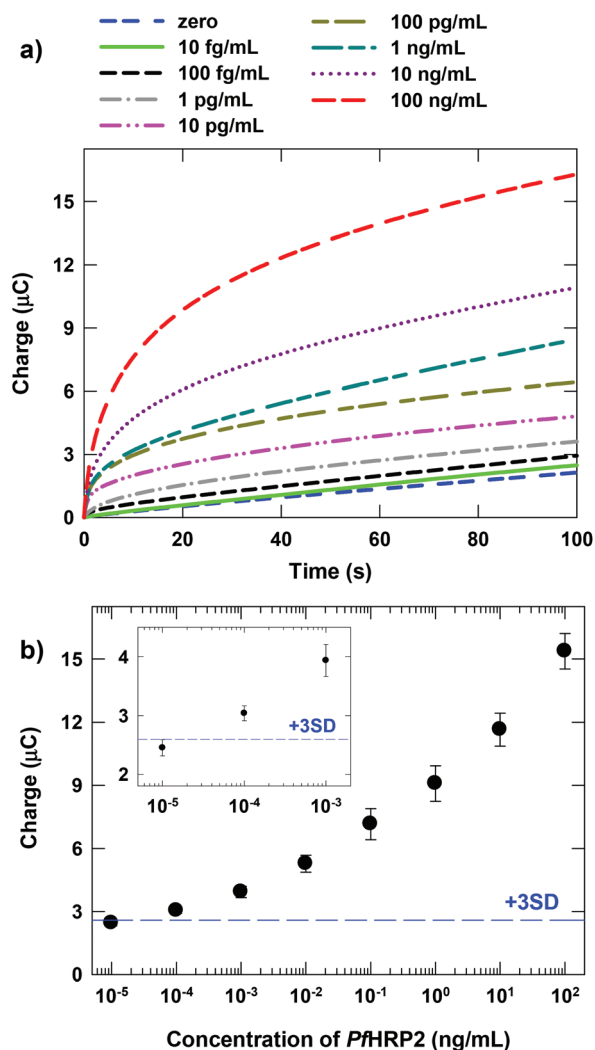 a)
zero
10 fg/mL
100 fg/mL
1 pg/mL
10 pg/mL
100 pg/mL
1 ng/mL
10 ng/mL
100 ng/mL
15
12
9
6
3
0
Charge (μC)
0 20 40 60 80 100
Time (s)
b)
15
12
9
6
3
0
Charge (μC)
4
3
2
+3SD
10⁻⁵ 10⁻⁴ 10⁻³
+3SD
10⁻⁵ 10⁻⁴ 10⁻³ 10⁻² 10⁻¹ 10⁰ 10¹ 10²
Concentration of PfHRP2 (ng/mL)